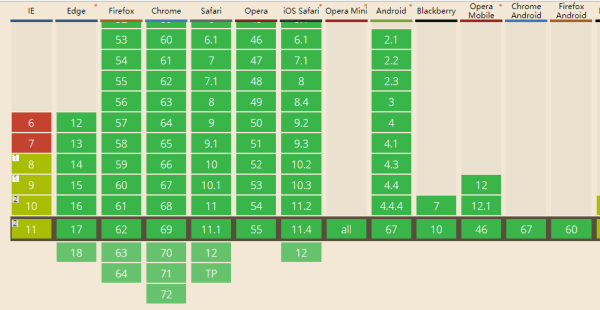 IE Edge Firefox Chrome Safari Opera iOS Safari Opera Mini Android Blackberry Opera Mobile Chrome Android Firefox Android
53 60 6.1 46 6.1 2.1
54 61 7 47 7.1 2.2
55 62 7.1 48 8 2.3
56 63 8 49 8.4 3
6 12 57 64 9 50 9.2 4
7 13 58 65 9.1 51 9.3 4.1
8 14 59 66 10 52 10.2 4.3
9 15 60 67 10.1 53 10.3 4.4 12
10 16 61 68 11 54 11.2 4.4.4 7 12.1
11 17 62 69 11.1 55 11.4 all 67 10 46 67 60
18 63 70 12 12
64 71 TP
72